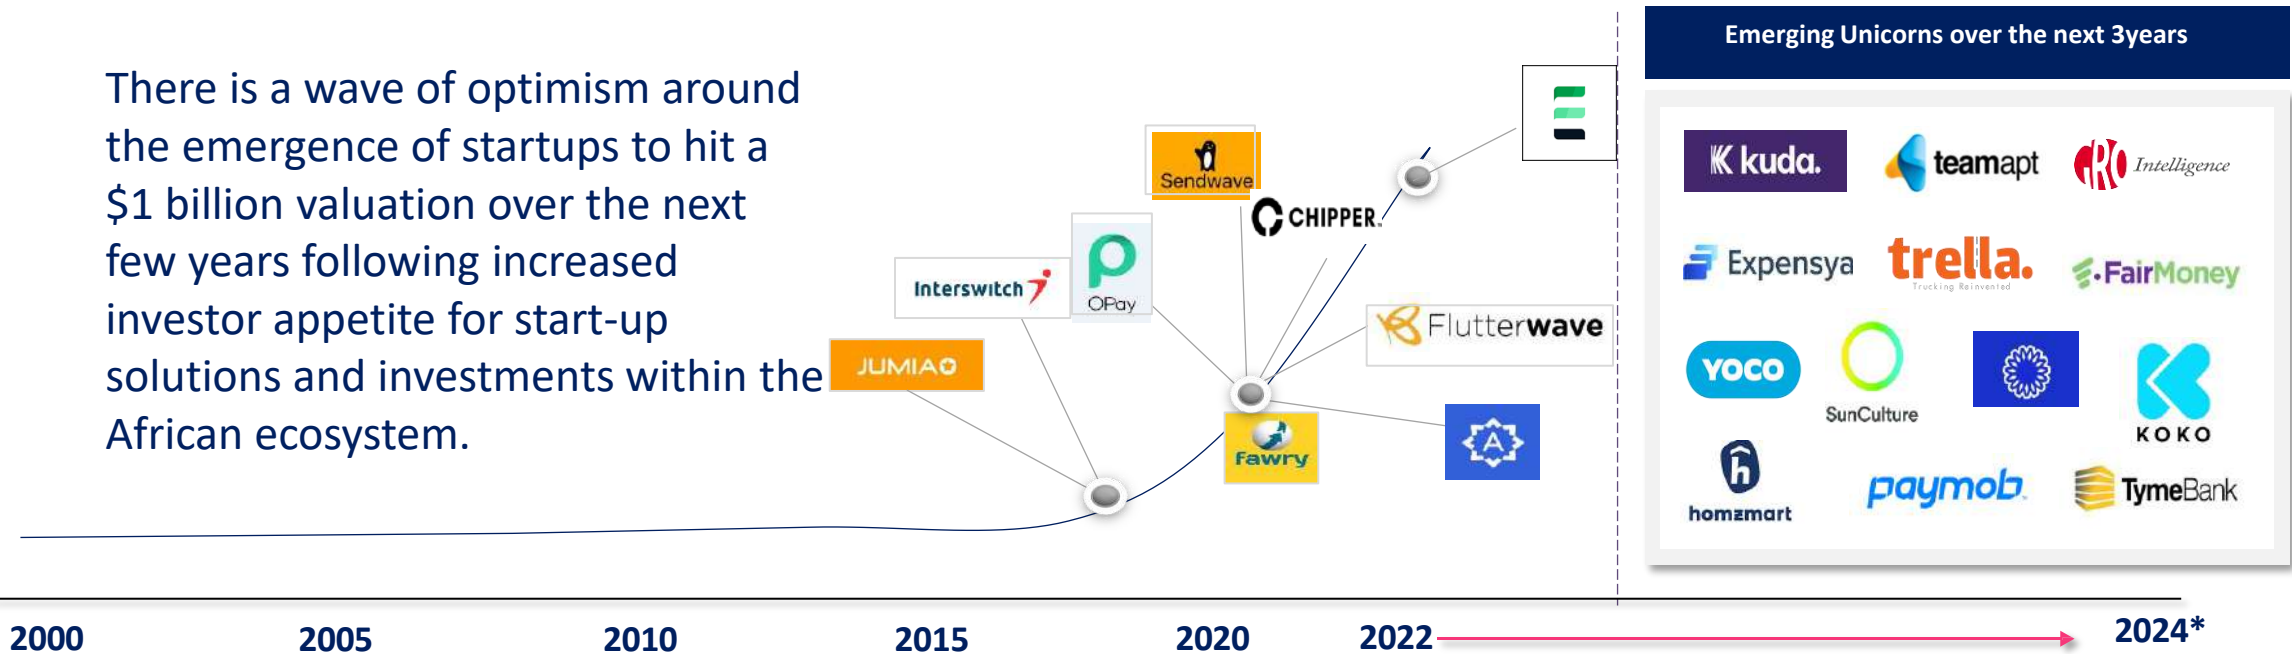 There is a wave of optimism around
the emergence of startups to hit a
$1 billion valuation over the next
few years following increased
investor appetite for start-up
solutions and investments within the
African ecosystem.
JUMIA
Interswitch
OPay
Sendwave
CHIPPER
Flutterwave
fawry
A
E
Emerging Unicorns over the next 3years
kuda.
teamapt
GRO Intelligence
Expensya
trella.
Trucking Reinvented
FairMoney
YOCO
SunCulture
KOKO
h
homzmart
paymob
TymeBank
2000
2005
2010
2015
2020
2022
2024*